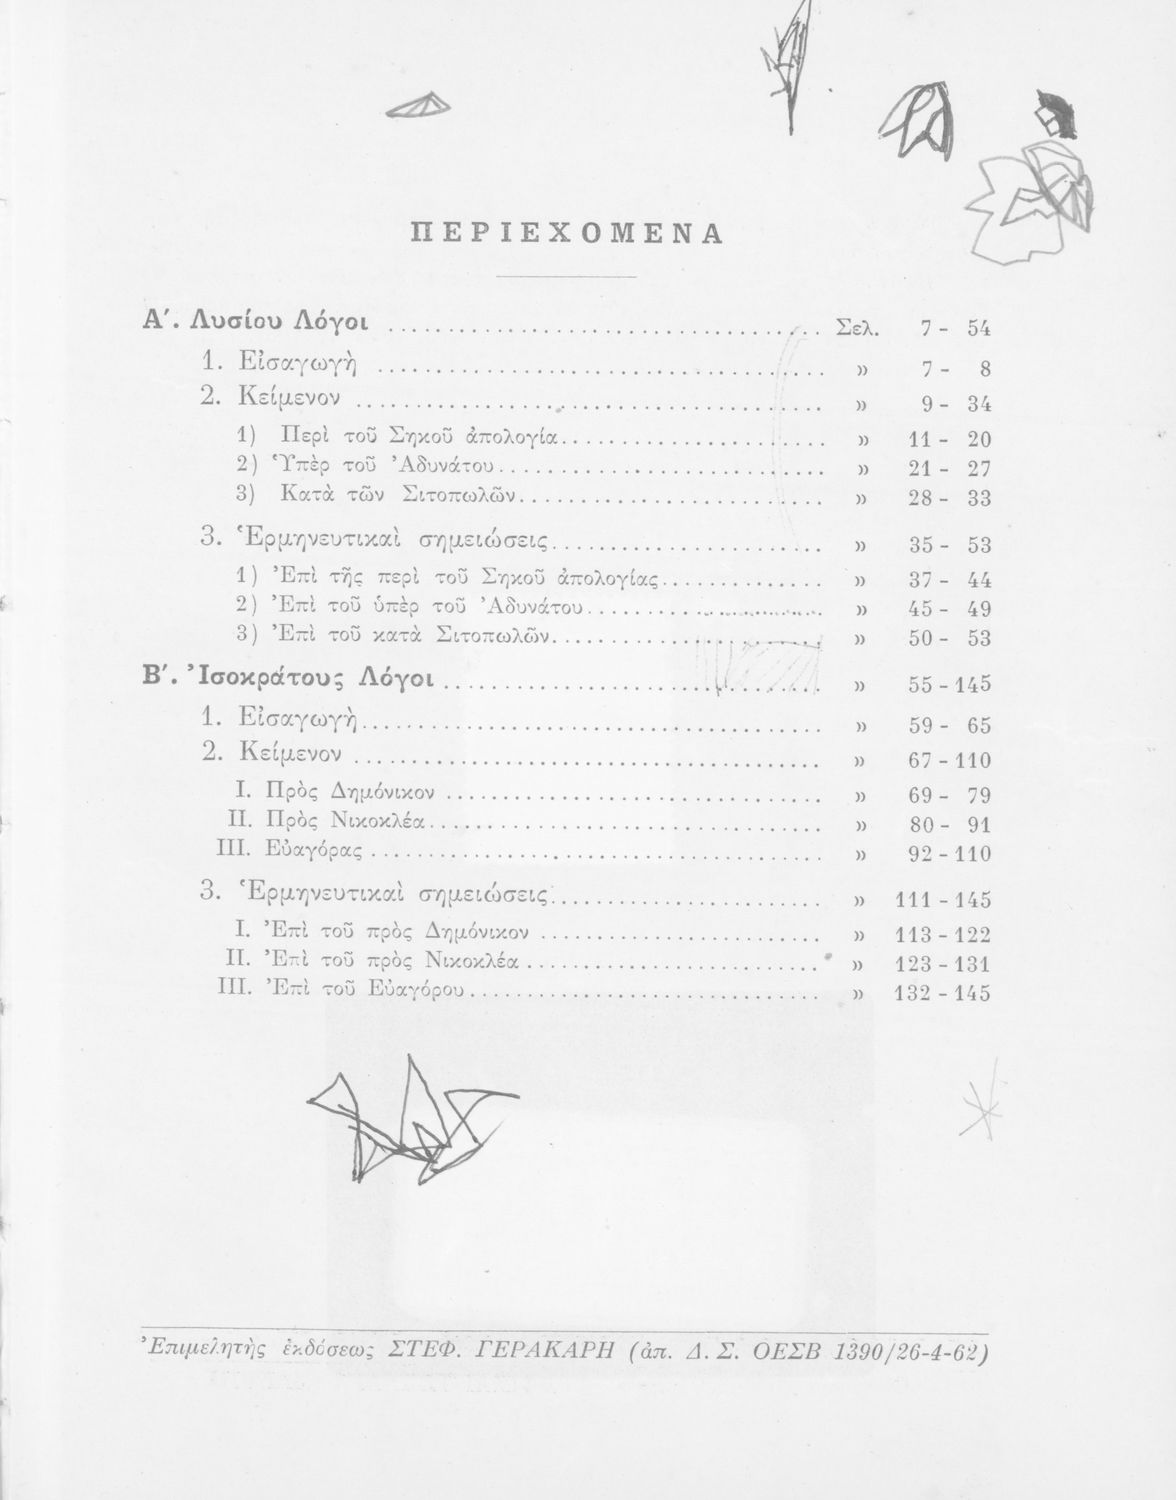 ΠΕΡΙΕΧΟΜΕΝΑ
Α΄. Λυσίου Λόγοι ........ Σελ. 7 - 54
1. Εἰσαγωγὴ ........ » 7 - 8
2. Κείμενον ........ » 9 - 34
1) Περὶ τοῦ Σηκοῦ ἀπολογία........ » 11 - 20
2) Ὑπὲρ τοῦ Ἀδυνάτου........ » 21 - 27
3) Κατὰ τῶν Σιτοπωλῶν........ » 28 - 33
3. Ἑρμηνευτικαὶ σημειώσεις........ » 35 - 53
1) Ἐπὶ τῆς περὶ τοῦ Σηκοῦ ἀπολογίας........ » 37 - 44
2) Ἐπὶ τοῦ ὑπὲρ τοῦ Ἀδυνάτου........ » 45 - 49
3) Ἐπὶ τοῦ κατὰ Σιτοπωλῶν........ » 50 - 53
Β΄. Ἰσοκράτους Λόγοι ........ » 55 - 145
1. Εἰσαγωγὴ........ » 59 - 65
2. Κείμενον ........ » 67 - 110
I. Πρὸς Δημόνικον ........ » 69 - 79
II. Πρὸς Νικοκλέα........ » 80 - 91
III. Εὐαγόρας ........ » 92 - 110
3. Ἑρμηνευτικαὶ σημειώσεις ........ » 111 - 145
I. Ἐπὶ τοῦ πρὸς Δημόνικον ........ » 113 - 122
II. Ἐπὶ τοῦ πρὸς Νικοκλέα ........ » 123 - 131
III. Ἐπὶ τοῦ Εὐαγόρου ........ » 132 - 145
Ἐπιμελητὴς ἐκδόσεως ΣΤΕΦ. ΓΕΡΑΚΑΡΗ (ἀπ. Δ. Σ. ΟΕΣΒ 1390/26-4-62)